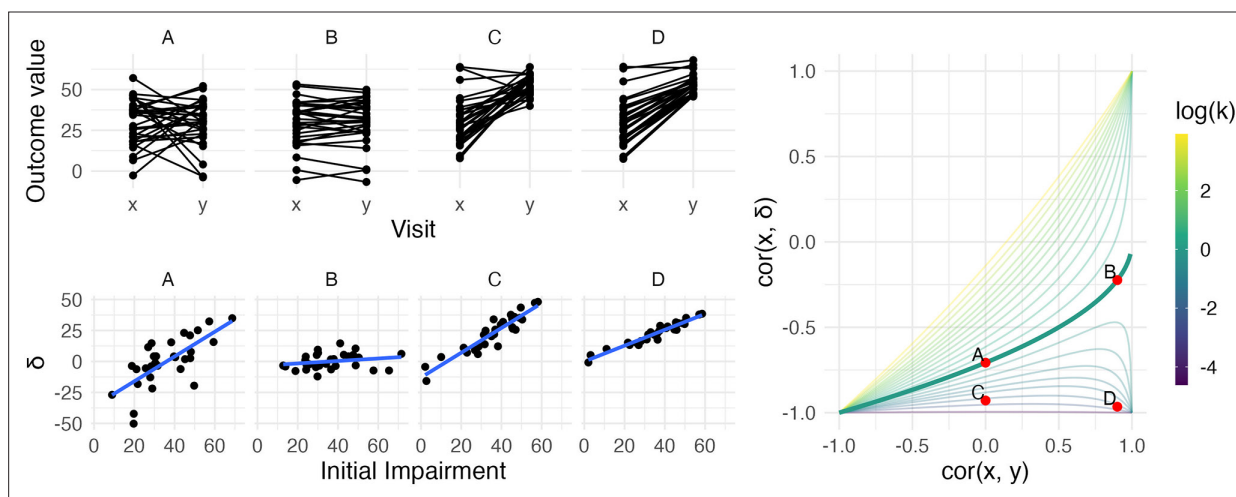 A B C D
Outcome value
50
25
0
x y x y x y x y
Visit
A B C D
δ
50
25
0
-25
-50
0 20 40 60 0 20 40 60 0 20 40 60 0 20 40 60
Initial Impairment
cor(x, δ)
1.0
0.5
0.0
-0.5
-1.0
A
B
C
D
-1.0 -0.5 0.0 0.5 1.0
cor(x, y)
log(k)
2
0
-2
-4